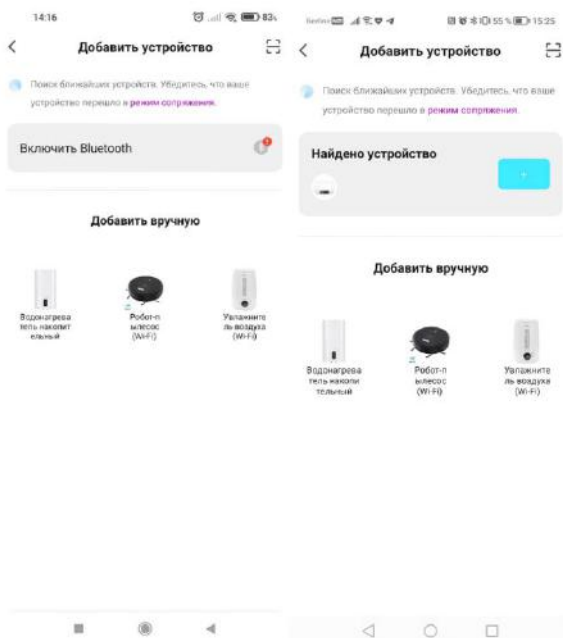 14:16
83%
Добавить устройство
Поиск ближайших устройств. Убедитесь, что ваше
устройство перешло в режим сопряжения.
Включить Bluetooth
Добавить вручную
Водонагрева
тель накопит
ельный
Робот-п
ылесос
(Wi-Fi)
Увлажните
ль воздуха
(Wi-Fi)
55 % 15:25
Добавить устройство
Поиск ближайших устройств. Убедитесь, что ваше
устройство перешло в режим сопряжения.
Найдено устройство
Добавить вручную
Водонагрева
тель накопи
тельный
Робот-п
ылесос
(Wi-Fi)
Увлажните
ль воздуха
(Wi-Fi)